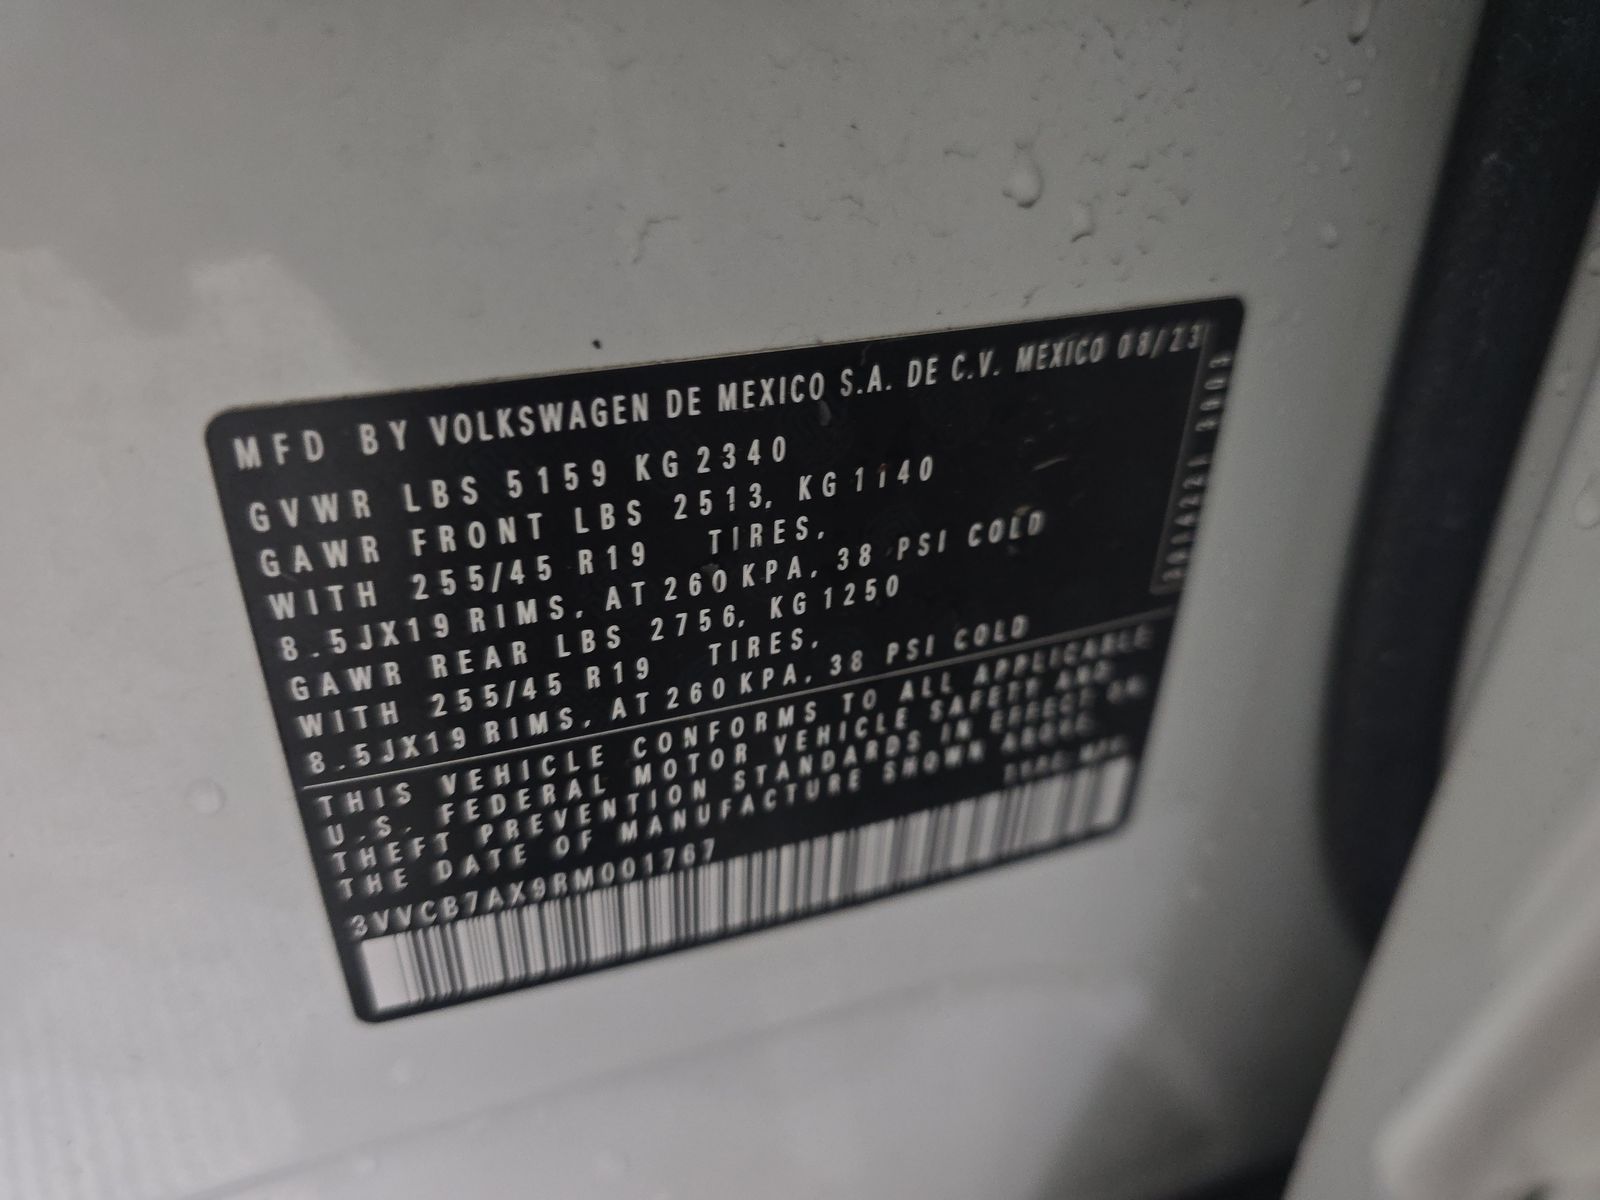 MFD BY VOLKSWAGEN DE MEXICO S.A. DE C.V. MEXICO 08/23
GVWR LBS 5159 KG 2340
GAWR FRONT LBS 2513, KG 1140
WITH 255/45 R19 TIRES,
8.5JX19 RIMS, AT 260 KPA, 38 PSI COLD
GAWR REAR LBS 2756, KG 1250
WITH 255/45 R19 TIRES,
8.5JX19 RIMS, AT 260 KPA, 38 PSI COLD
THIS VEHICLE CONFORMS TO ALL APPLICABLE
U.S. FEDERAL MOTOR VEHICLE SAFETY AND
THEFT PREVENTION STANDARDS IN EFFECT ON
THE DATE OF MANUFACTURE SHOWN ABOVE.
3VVCB7AX9RM001767